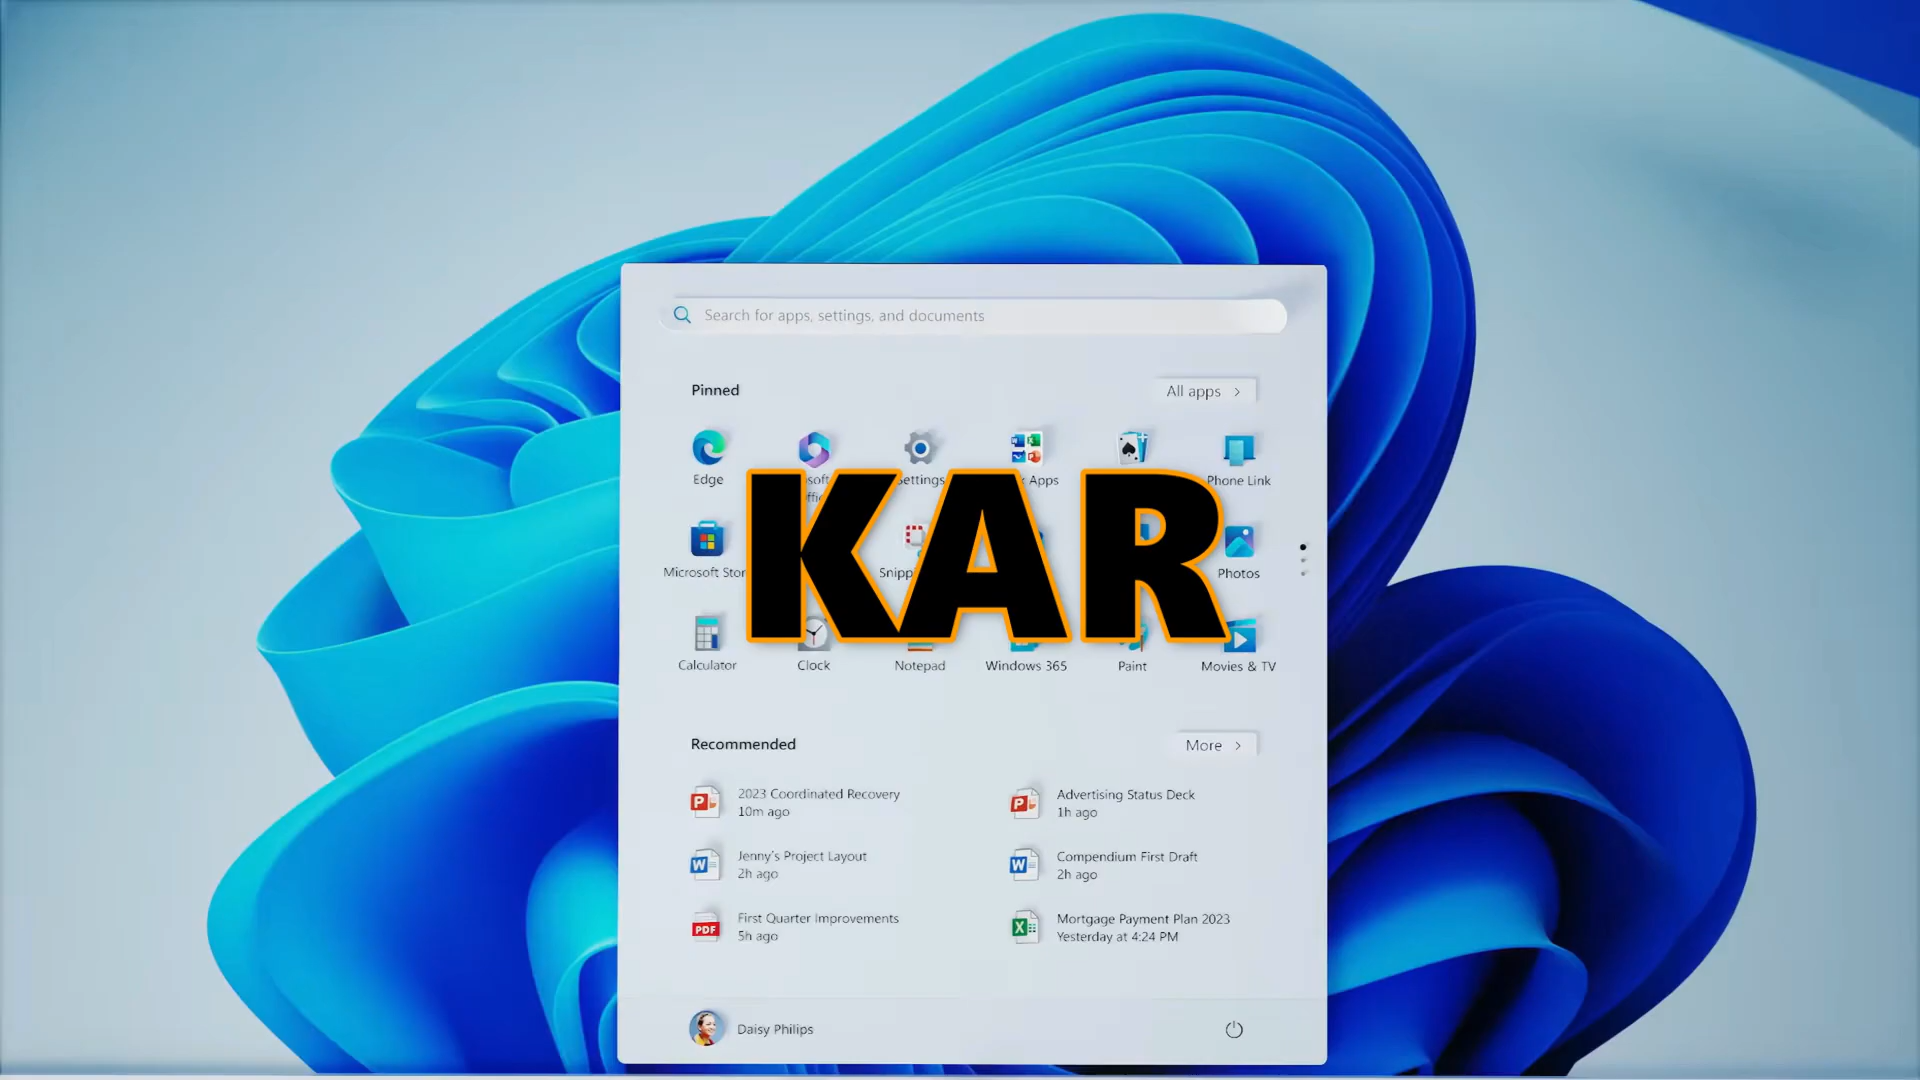 Search for apps, settings, and documents
Pinned
All apps >
Edge
Settings
Apps
Phone Link
KAR
Microsoft
Photos
Calculator
Clock
Notepad
Windows 365
Paint
Movies & TV
Recommended
More >
2023 Coordinated Recovery
10m ago
Advertising Status Deck
1h ago
Jenny's Project Layout
2h ago
Compendium First Draft
2h ago
First Quarter Improvements
5h ago
PDF
Mortgage Payment Plan 2023
Yesterday at 4:24 PM
Daisy Philips